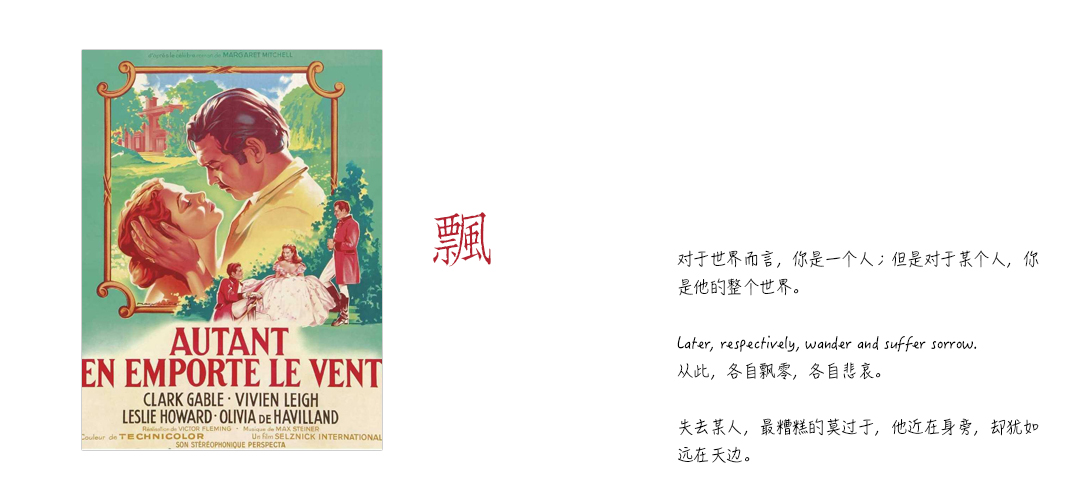 d'après le célèbre roman de MARGARET MITCHELL
AUTANT
EN EMPORTE LE VENT
CLARK GABLE · VIVIEN LEIGH
LESLIE HOWARD · OLIVIA DE HAVILLAND
Réalisation de VICTOR FLEMING · Musique de MAX STEINER
Couleur de TECHNICOLOR Un film SELZNICK INTERNATIONAL
SON STÉRÉOPHONIQUE PERSPECTA
飄
对于世界而言，你是一个人；但是对于某个人，你
是他的整个世界。
Later, respectively, wander and suffer sorrow.
从此，各自飘零，各自悲哀。
失去某人，最糟糕的莫过于，他近在身旁，却犹如
远在天边。